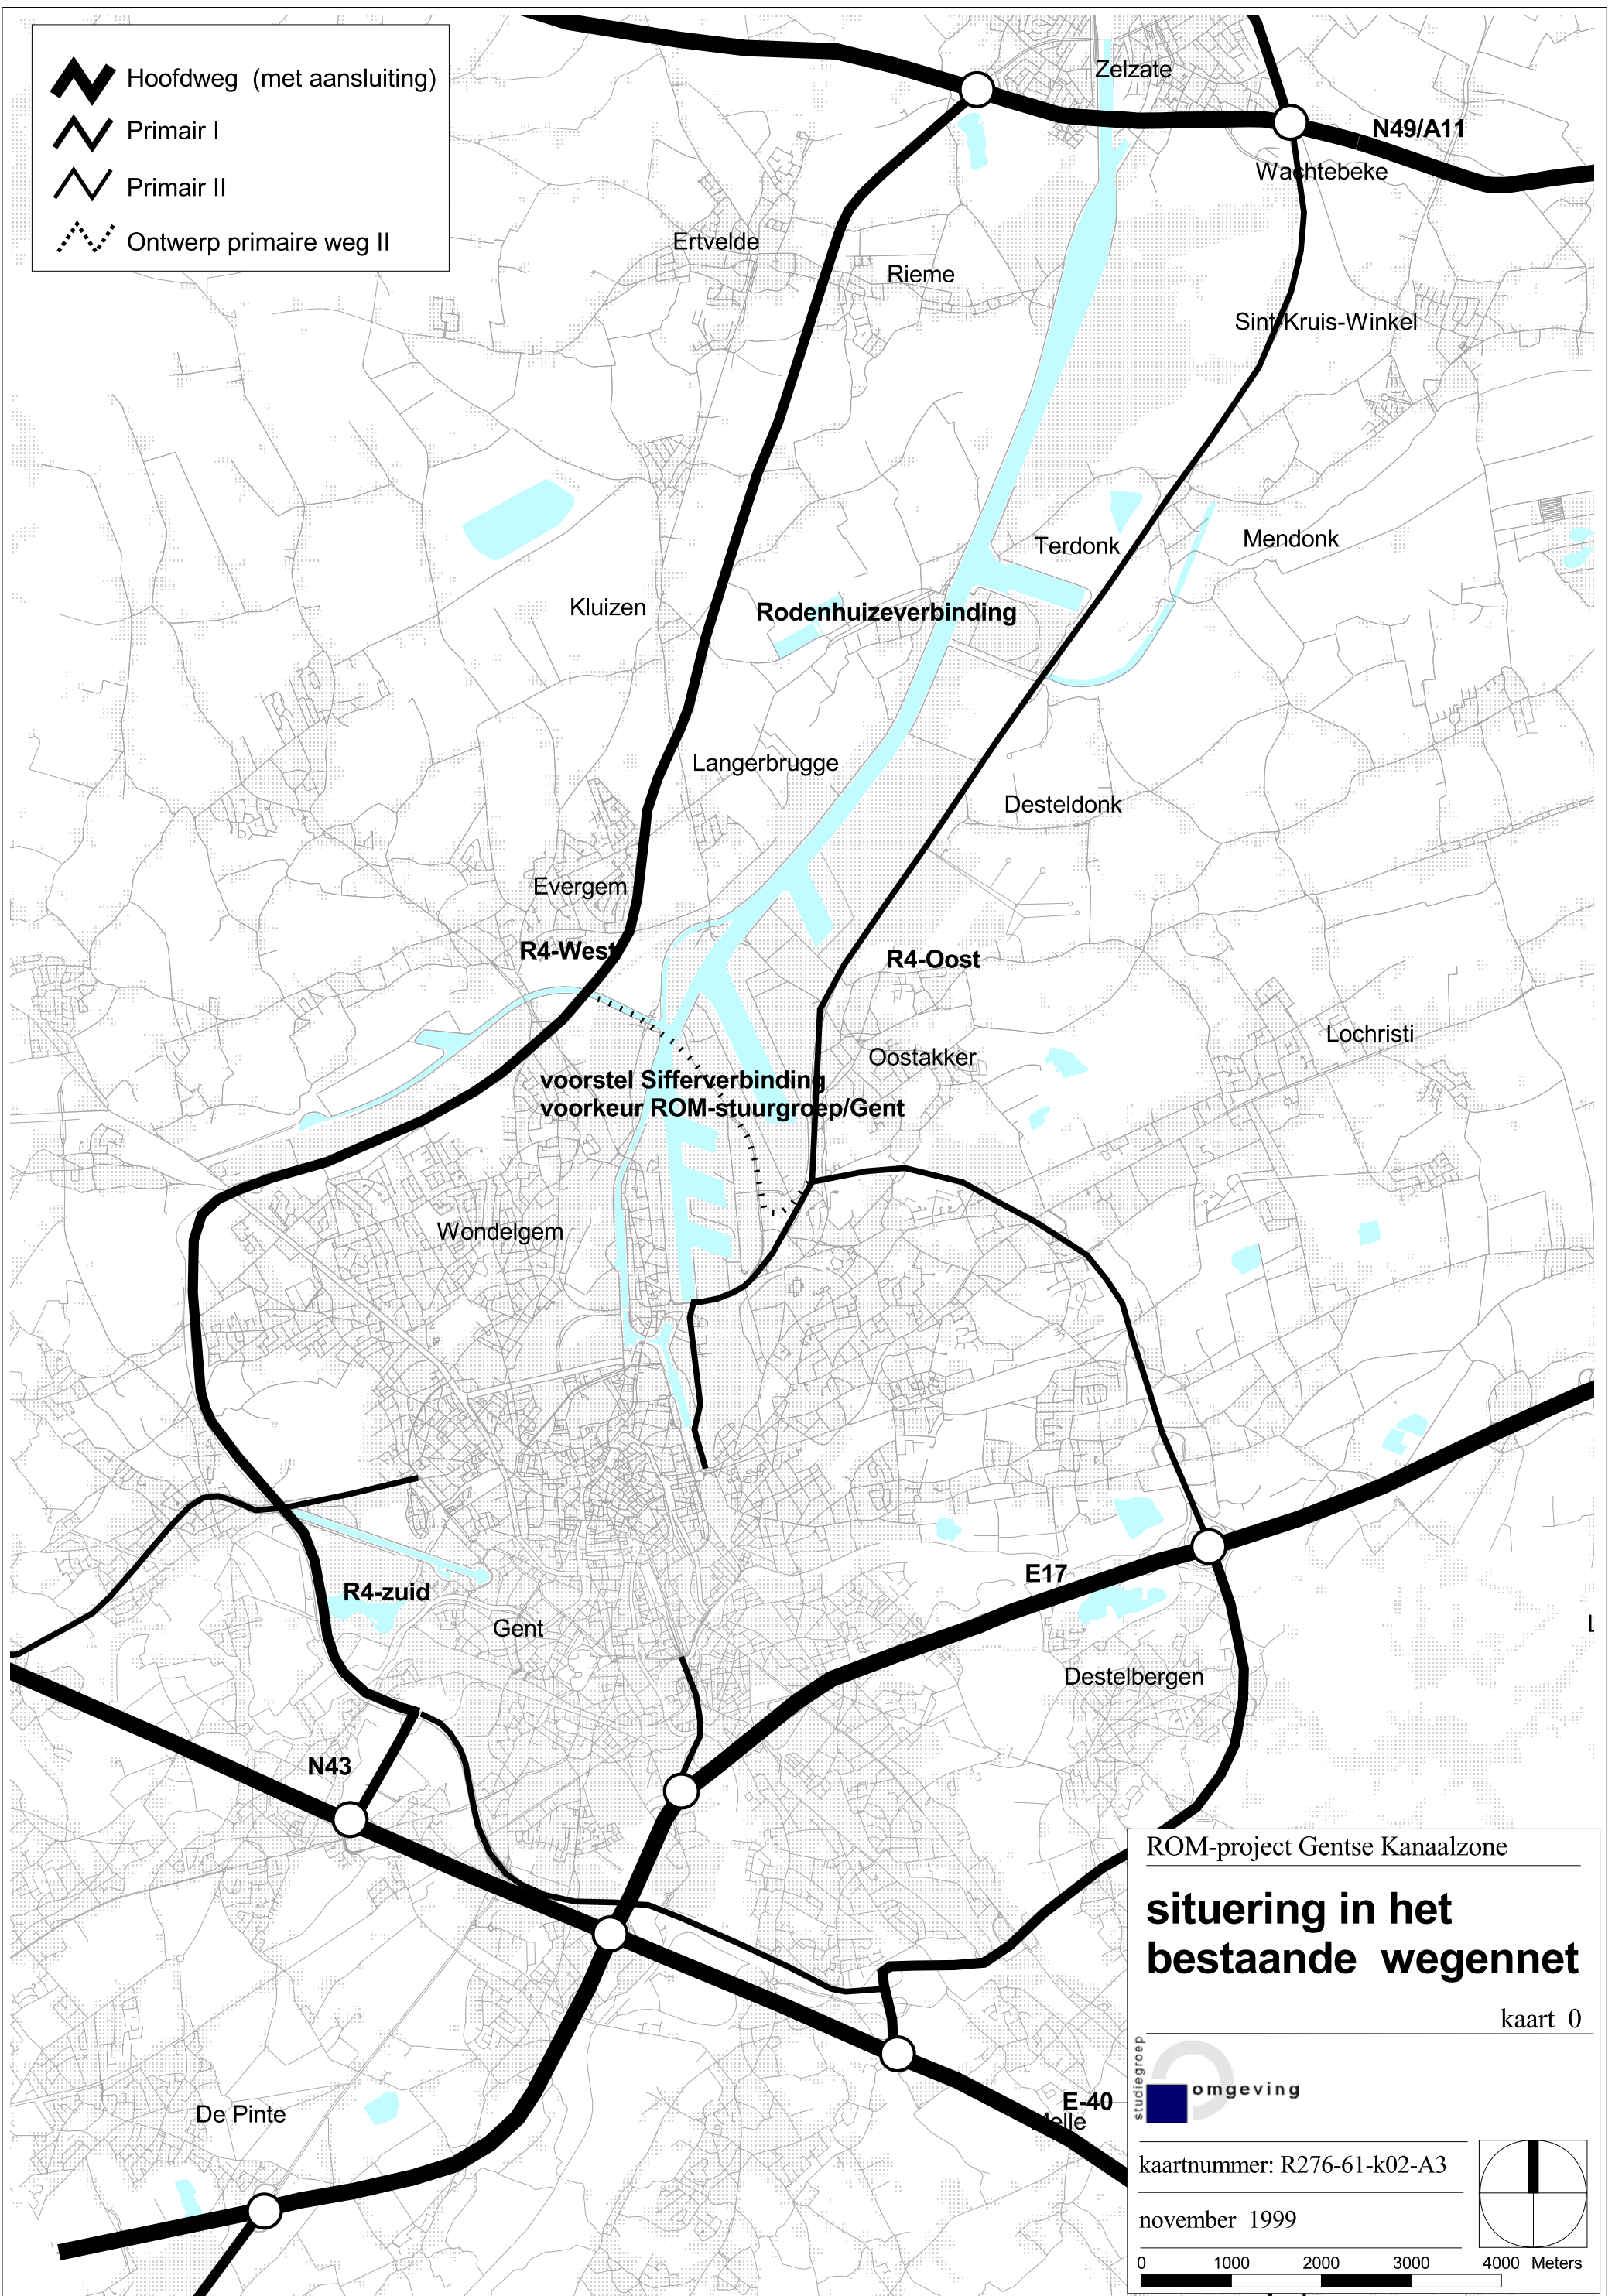 Hoofdweg (met aansluiting)
Primair I
Primair II
Ontwerp primaire weg II
Zelzate
N49/A11
Wachtebeke
Ertvelde
Rieme
Sint-Kruis-Winkel
Terdonk
Mendonk
Kluizen
Rodenhuizeverbinding
Langerbrugge
Desteldonk
Evergem
R4-West
R4-Oost
Lochristi
Oostakker
voorstel Sifferverbinding
voorkeur ROM-stuurgroep/Gent
Wondelgem
E17
R4-zuid
Gent
L
Destelbergen
N43
E-40
Melle
De Pinte
ROM-project Gentse Kanaalzone
situering in het
bestaande wegennet
kaart 0
studiegroep
omgeving
kaartnummer: R276-61-k02-A3
november 1999
0 1000 2000 3000 4000 Meters